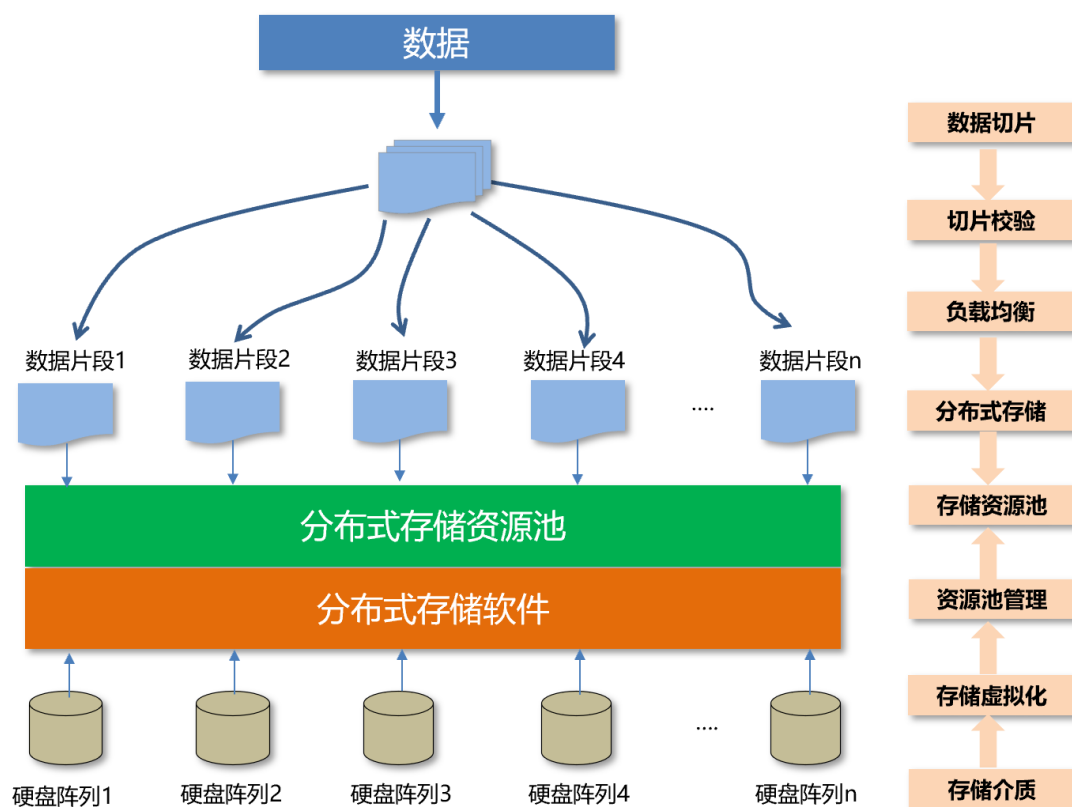 数据
数据片段1
数据片段2
数据片段3
数据片段4
....
数据片段n
分布式存储资源池
分布式存储软件
....
硬盘阵列1
硬盘阵列2
硬盘阵列3
硬盘阵列4
硬盘阵列n
数据切片
切片校验
负载均衡
分布式存储
存储资源池
资源池管理
存储虚拟化
存储介质